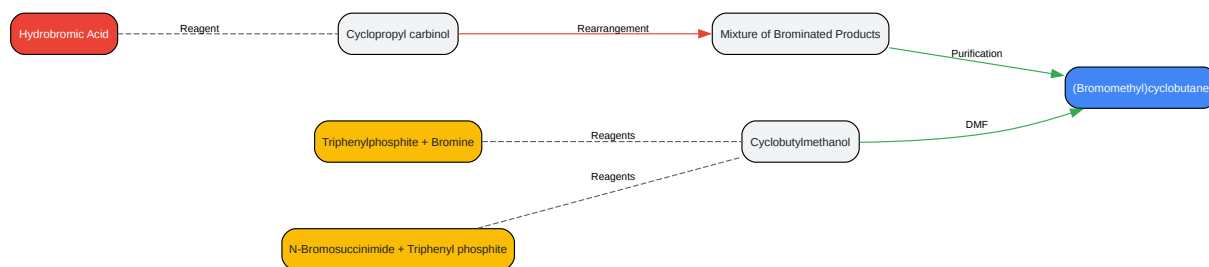 Hydrobromic Acid
Reagent
Cyclopropyl carbinol
Rearrangement
Mixture of Brominated Products
Purification
(Bromomethyl)cyclobutane
Triphenylphosphite + Bromine
Reagents
Cyclobutylmethanol
DMF
Reagents
N-Bromosuccinimide + Triphenyl phosphite